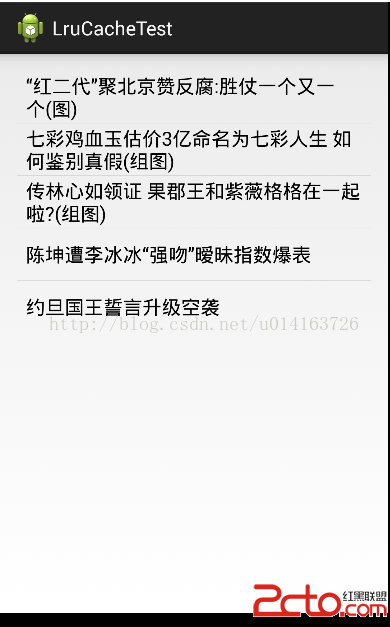 LruCacheTest
“红二代”聚北京赞反腐:胜仗一个又一
个(图)
七彩鸡血玉估价3亿命名为七彩人生 如
何鉴别真假(组图)
传林心如领证 果郡王和紫薇格格在一起
啦?(组图)
陈坤遭李冰冰“强吻”暧昧指数爆表
约旦国王誓言升级空袭
http://blog.csdn.net/u014163726
2cto.com
红黑联盟